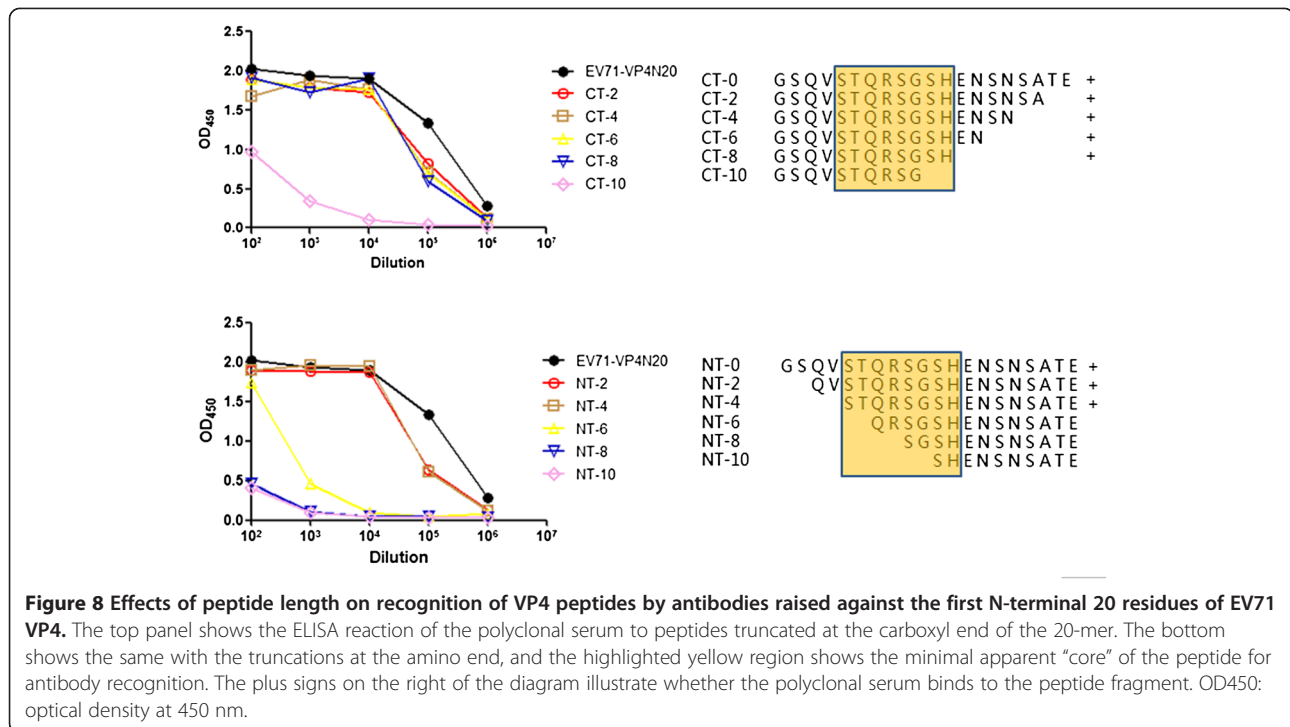 2.5
2.0
1.5
1.0
0.5
0.0
OD450
10²
10³
10⁴
10⁵
10⁶
10⁷
Dilution
EV71-VP4N20
CT-2
CT-4
CT-6
CT-8
CT-10
CT-0 GSQVSTQRSGSHENSNSATE +
CT-2 GSQVSTQRSGSHENSNSA +
CT-4 GSQVSTQRSGSHENSN +
CT-6 GSQVSTQRSGSHEN +
CT-8 GSQVSTQRSGSH +
CT-10 GSQVSTQRSG
2.5
2.0
1.5
1.0
0.5
0.0
OD450
10²
10³
10⁴
10⁵
10⁶
10⁷
Dilution
EV71-VP4N20
NT-2
NT-4
NT-6
NT-8
NT-10
NT-0 GSQVSTQRSGSHENSNSATE +
NT-2 QVSTQRSGSHENSNSATE +
NT-4 STQRSGSHENSNSATE +
NT-6 QRSGSHENSNSATE
NT-8 SGSHENSNSATE
NT-10 SHENSNSATE
Figure 8 Effects of peptide length on recognition of VP4 peptides by antibodies raised against the first N-terminal 20 residues of EV71
VP4. The top panel shows the ELISA reaction of the polyclonal serum to peptides truncated at the carboxyl end of the 20-mer. The bottom
shows the same with the truncations at the amino end, and the highlighted yellow region shows the minimal apparent “core” of the peptide for
antibody recognition. The plus signs on the right of the diagram illustrate whether the polyclonal serum binds to the peptide fragment. OD450:
optical density at 450 nm.